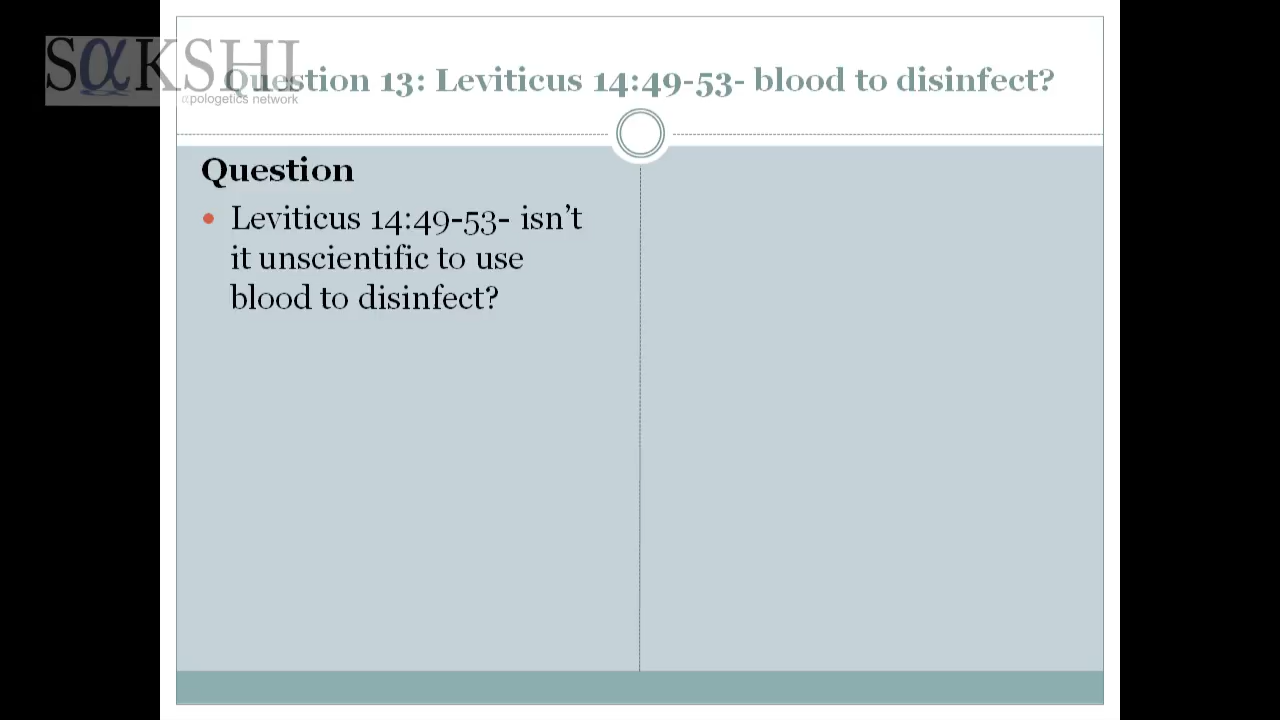 SαKSHI
αpologetics network
Question 13: Leviticus 14:49-53- blood to disinfect?
Question
• Leviticus 14:49-53- isn't
it unscientific to use
blood to disinfect?